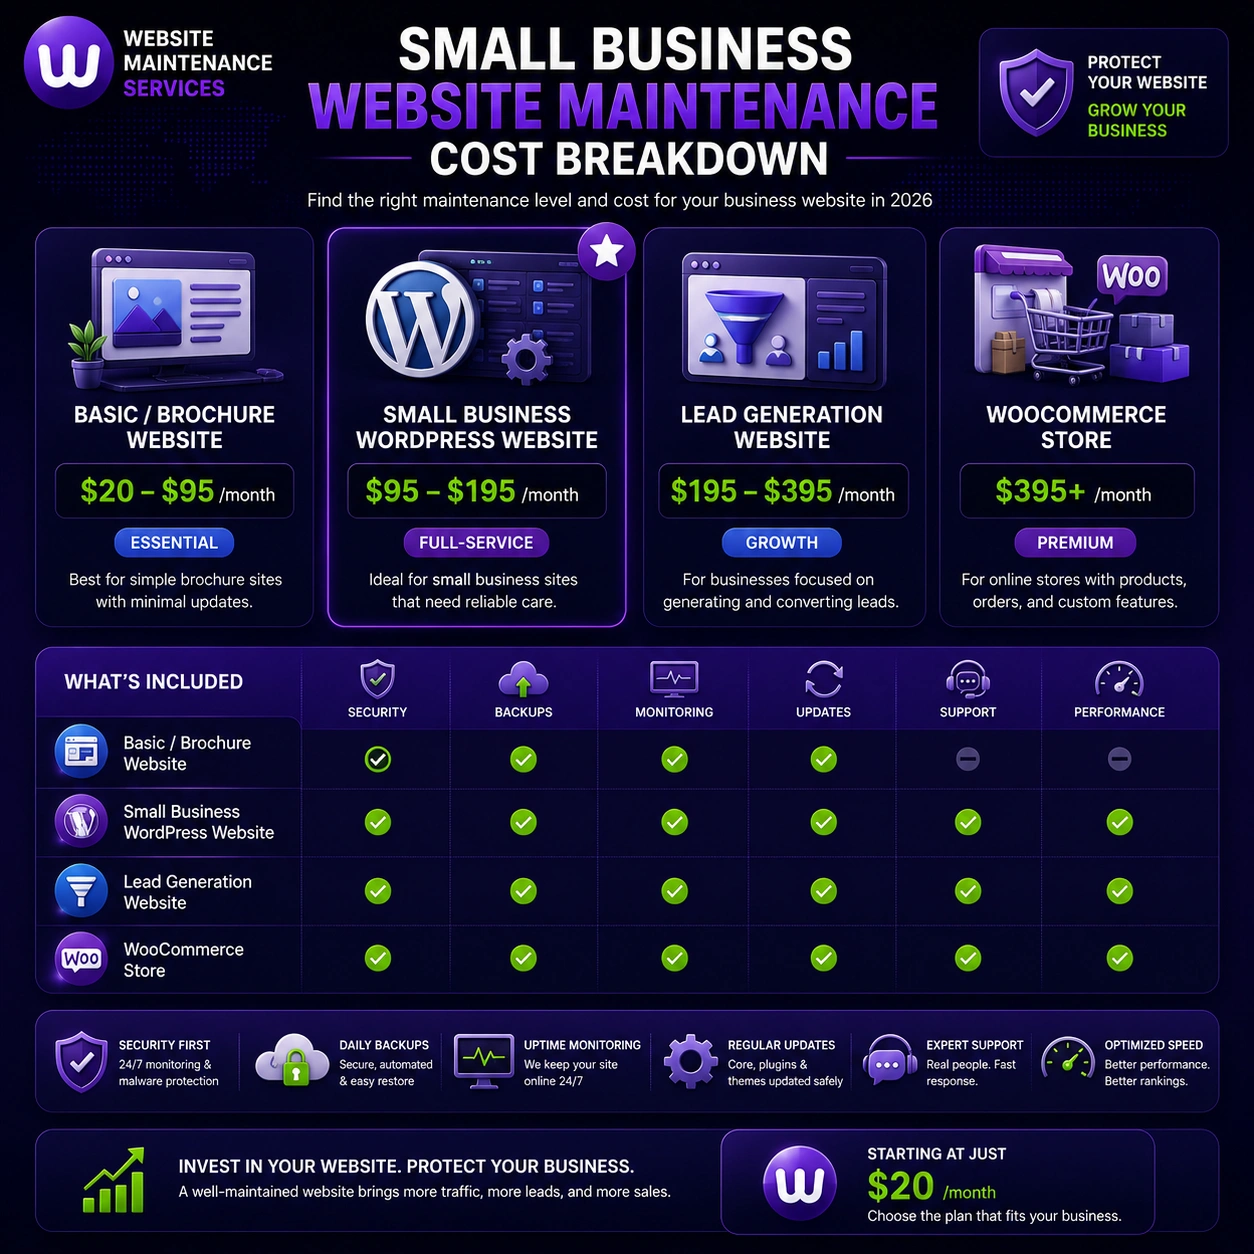 WEBSITE
MAINTENANCE
SERVICES
SMALL BUSINESS
WEBSITE MAINTENANCE
COST BREAKDOWN
Find the right maintenance level and cost for your business website in 2026
PROTECT
YOUR WEBSITE
GROW YOUR
BUSINESS
BASIC / BROCHURE
WEBSITE
$20 – $95 /month
ESSENTIAL
Best for simple brochure sites
with minimal updates.
SMALL BUSINESS
WORDPRESS WEBSITE
$95 – $195 /month
FULL-SERVICE
Ideal for small business sites
that need reliable care.
LEAD GENERATION
WEBSITE
$195 – $395 /month
GROWTH
For businesses focused on
generating and converting leads.
WOO
WOOCOMMERCE
STORE
$395+ /month
PREMIUM
For online stores with products,
orders, and custom features.
WHAT'S INCLUDED
SECURITY
BACKUPS
MONITORING
UPDATES
SUPPORT
PERFORMANCE
Basic / Brochure
Website
Small Business
WordPress Website
Lead Generation
Website
WOO
WooCommerce
Store
SECURITY FIRST
24/7 monitoring &
malware protection
DAILY BACKUPS
Secure, automated
& easy restore
UPTIME MONITORING
We keep your site
online 24/7
REGULAR UPDATES
Core, plugins &
themes updated safely
EXPERT SUPPORT
Real people. Fast
response.
OPTIMIZED SPEED
Better performance.
Better rankings.
INVEST IN YOUR WEBSITE. PROTECT YOUR BUSINESS.
A well-maintained website brings more traffic, more leads, and more sales.
STARTING AT JUST
$20 /month
Choose the plan that fits your business.